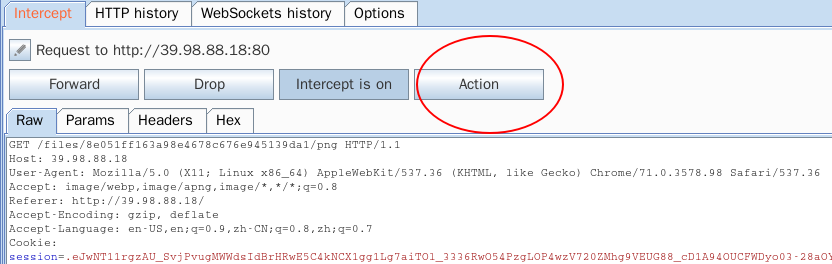 Intercept HTTP history WebSockets history Options
Request to http://39.98.88.18:80
Forward Drop Intercept is on Action
Raw Params Headers Hex
GET /files/8e051ff163a98e4678c676e945139da1/png HTTP/1.1
Host: 39.98.88.18
User-Agent: Mozilla/5.0 (X11; Linux x86_64) AppleWebKit/537.36 (KHTML, like Gecko) Chrome/71.0.3578.98 Safari/537.36
Accept: image/webp,image/apng,image/*,*/*;q=0.8
Referer: http://39.98.88.18/
Accept-Encoding: gzip, deflate
Accept-Language: en-US,en;q=0.9,zh-CN;q=0.8,zh;q=0.7
Cookie: